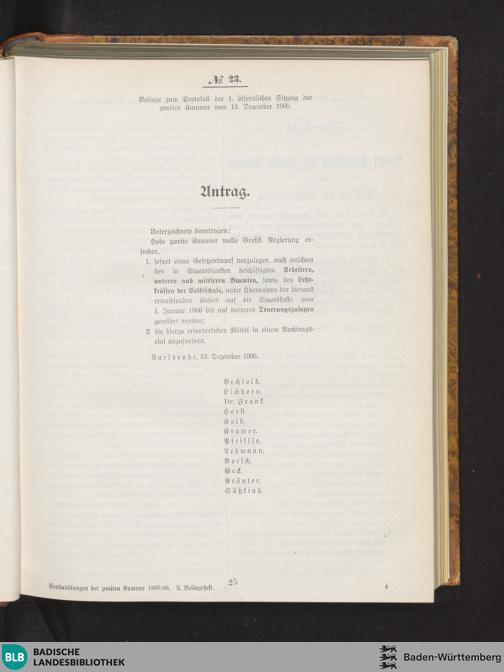 № 23.
Beilage zum Protokoll der 1. öffentlichen Sitzung der
zweiten Kammer vom 13. Dezember 1905.
Antrag.
Unterzeichnete beantragen:
Hohe zweite Kammer wolle Großh. Regierung er-
suchen,
1. sofort einen Gesetzentwurf vorzulegen, nach welchem
den in Staatsdiensten beschäftigten Arbeitern,
unteren und mittleren Beamten, sowie den Lehr-
kräften der Volksschule, unter Übernahme der hieraus
erwachsenden Kosten auf die Staatskasse, vom
1. Januar 1906 bis auf weiteres Teuerungszulagen
gewährt werden;
2. die hierzu erforderlichen Mittel in einem Nachtrags-
etat anzufordern.
Karlsruhe, 13. Dezember 1905.
Bechtold.
Eichhorn.
Dr. Frank.
Horst.
Kolb.
Kramer.
Pfeiffle.
Lehmann.
Roesch.
Geck.
Kräuter.
Süßkind.
Verhandlungen der zweiten Kammer 1905/06. 2. Beilagenheft.
25
4
BLB
BADISCHE
LANDESBIBLIOTHEK
Baden-Württemberg